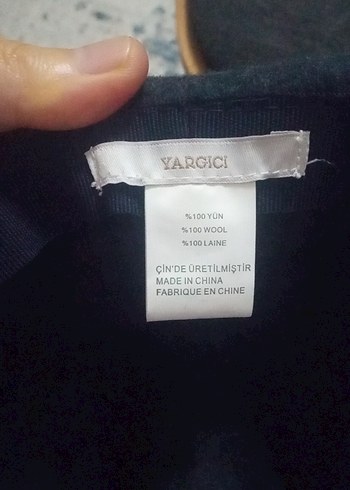 YARGICI
%100 YÜN
%100 WOOL
%100 LAINE
ÇİN'DE ÜRETİLMİŞTİR
MADE IN CHINA
FABRIQUE EN CHINE